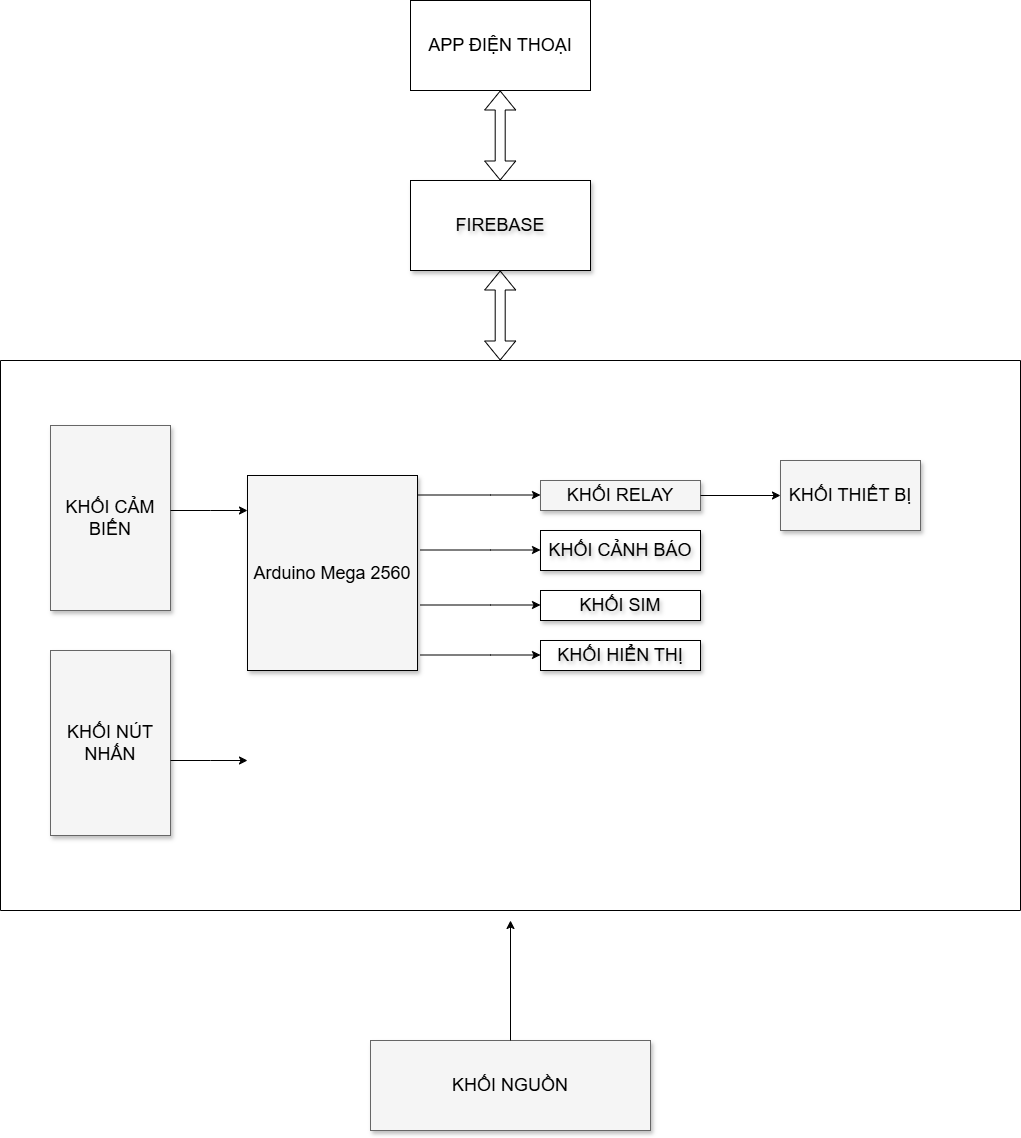 APP ĐIỆN THOẠI
FIREBASE
KHỐI CẢM
BIẾN
Arduino Mega 2560
KHỐI RELAY
KHỐI THIẾT BỊ
KHỐI CẢNH BÁO
KHỐI SIM
KHỐI HIỂN THỊ
KHỐI NÚT
NHẤN
KHỐI NGUỒN